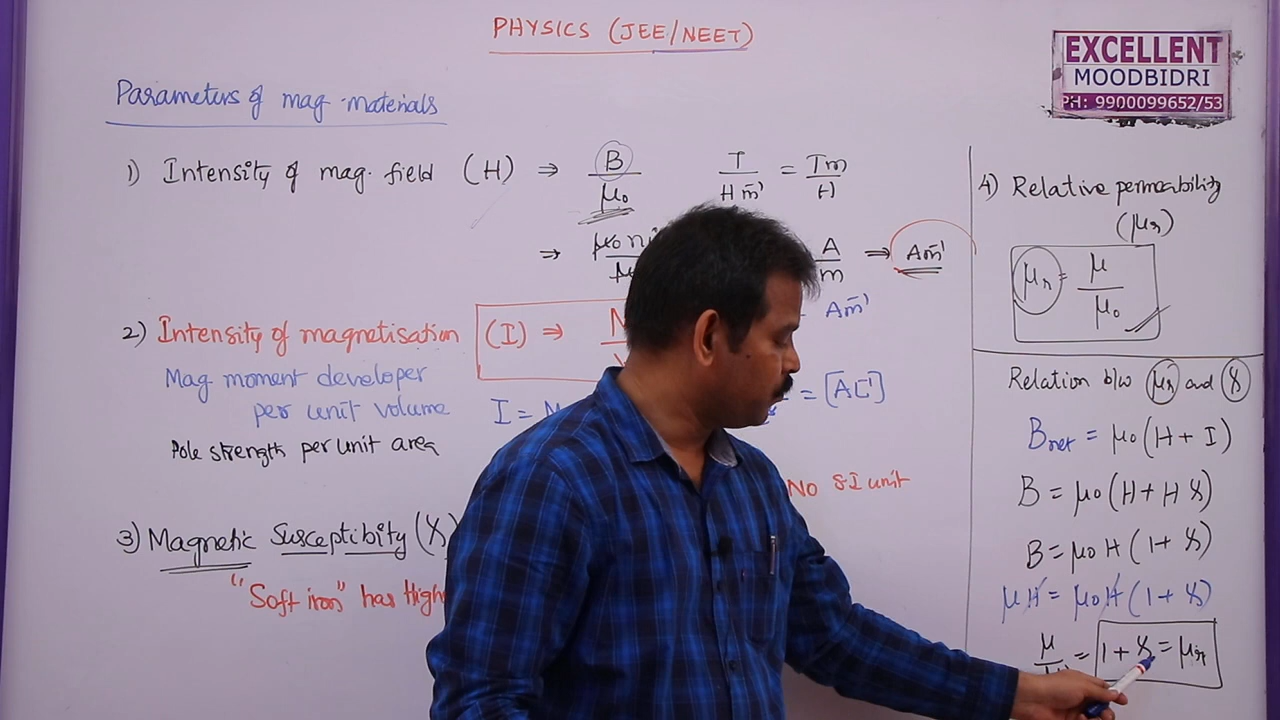 PHYSICS (JEE/NEET)
EXCELLENT
MOODBIDRI
PH: 9900099652/53
Parameters of mag. materials
1) Intensity of mag. field (H) ⇒ B/μ₀ T/Hm⁻¹ = Tm/H
⇒ μ₀ n A/m ⇒ Am⁻¹
2) Intensity of magnetisation (I) ⇒
Am⁻¹
Mag moment developer
per unit volume
I = = [AL⁻¹]
Pole strength per unit area
No SI unit
3) Magnetic Susceptibity (χ)
"Soft iron" has High
4) Relative permeability
(μr)
μr = μ/μ₀
Relation b/w μr and χ
Bnet = μ₀(H + I)
B = μ₀(H + H χ)
B = μ₀H(1 + χ)
μH = μ₀H(1 + χ)
μ = 1 + χ = μr